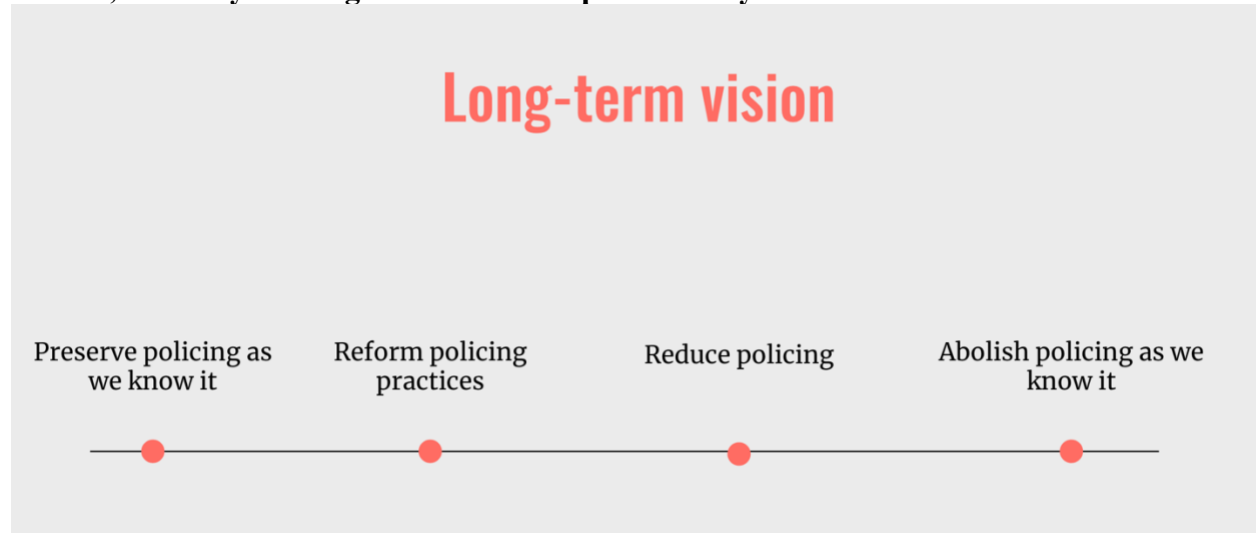 Long-term vision
Preserve policing as
we know it
Reform policing
practices
Reduce policing
Abolish policing as we
know it